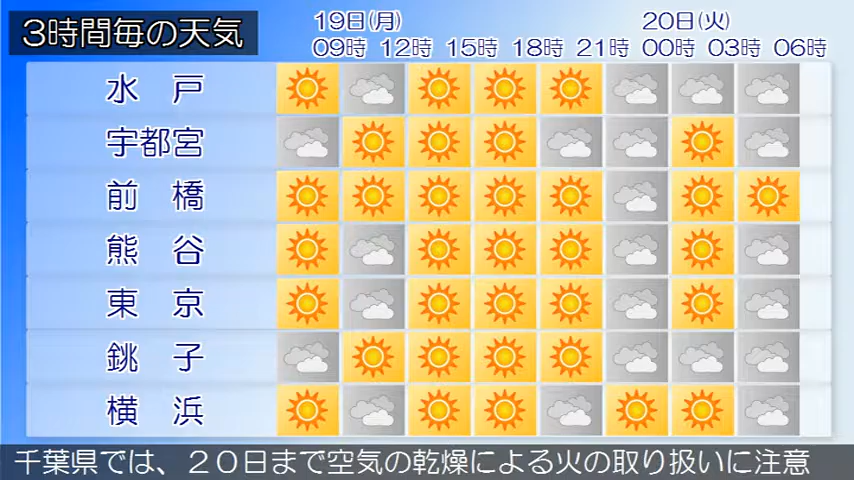 3時間毎の天気
19日(月) 20日(火)
09時 12時 15時 18時 21時 00時 03時 06時
水戸
宇都宮
前橋
熊谷
東京
銚子
横浜
千葉県では、20日まで空気の乾燥による火の取り扱いに注意